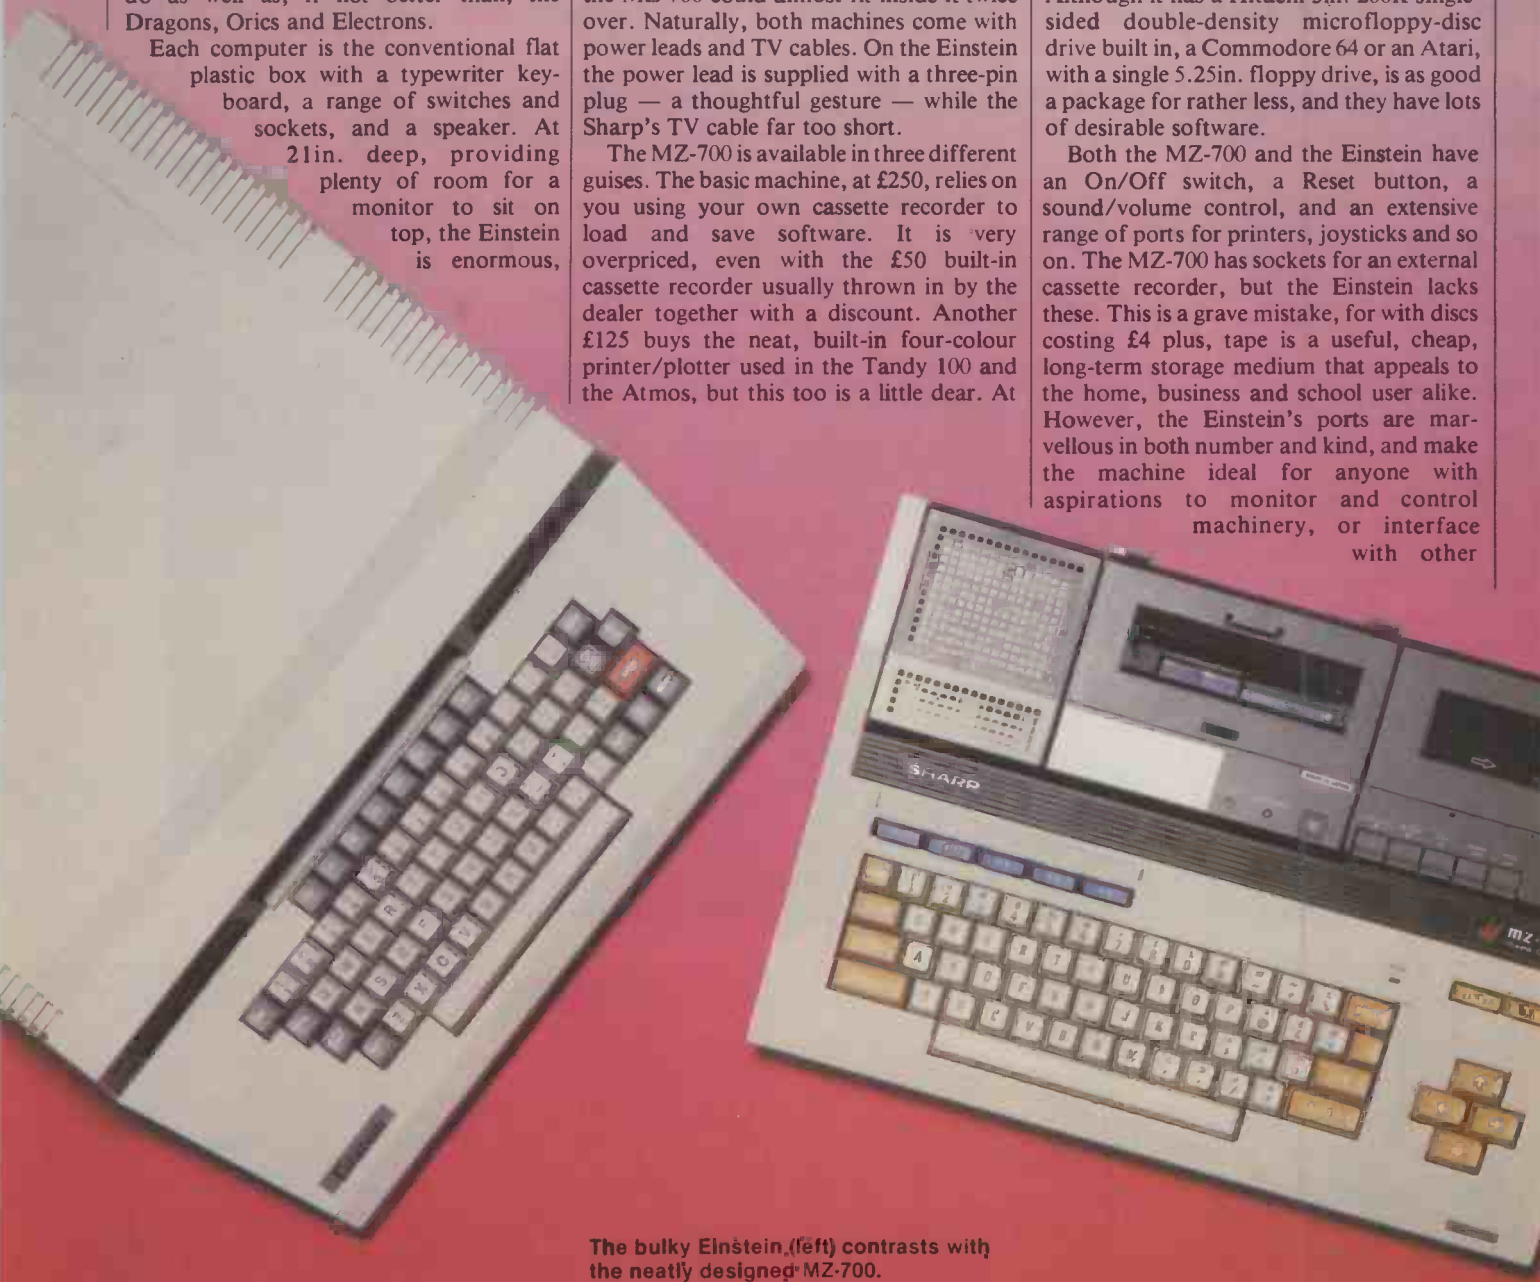 Dragons, Orics and Electrons.
Each computer is the conventional flat
plastic box with a typewriter key-
board, a range of switches and
sockets, and a speaker. At
21in. deep, providing
plenty of room for a
monitor to sit on
top, the Einstein
is enormous,
over. Naturally, both machines come with
power leads and TV cables. On the Einstein
the power lead is supplied with a three-pin
plug — a thoughtful gesture — while the
Sharp's TV cable far too short.
The MZ-700 is available in three different
guises. The basic machine, at £250, relies on
you using your own cassette recorder to
load and save software. It is very
overpriced, even with the £50 built-in
cassette recorder usually thrown in by the
dealer together with a discount. Another
£125 buys the neat, built-in four-colour
printer/plotter used in the Tandy 100 and
the Atmos, but this too is a little dear. At
sided double-density microfloppy-disc
drive built in, a Commodore 64 or an Atari,
with a single 5.25in. floppy drive, is as good
a package for rather less, and they have lots
of desirable software.
Both the MZ-700 and the Einstein have
an On/Off switch, a Reset button, a
sound/volume control, and an extensive
range of ports for printers, joysticks and so
on. The MZ-700 has sockets for an external
cassette recorder, but the Einstein lacks
these. This is a grave mistake, for with discs
costing £4 plus, tape is a useful, cheap,
long-term storage medium that appeals to
the home, business and school user alike.
However, the Einstein's ports are mar-
vellous in both number and kind, and make
the machine ideal for anyone with
aspirations to monitor and control
machinery, or interface
with other
SHARP
The bulky Einstein (left) contrasts with
the neatly designed MZ-700.